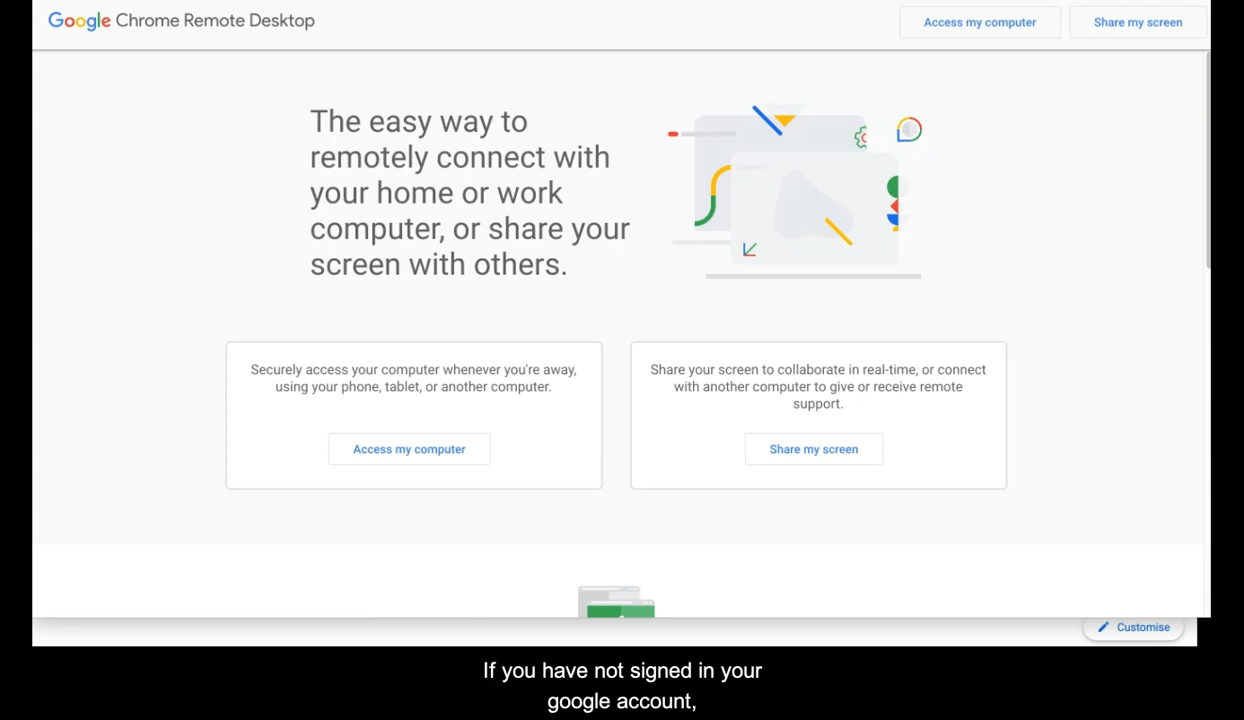 Google Chrome Remote Desktop
Access my computer
Share my screen
The easy way to
remotely connect with
your home or work
computer, or share your
screen with others.
Securely access your computer whenever you're away,
using your phone, tablet, or another computer.
Access my computer
Share your screen to collaborate in real-time, or connect
with another computer to give or receive remote
support.
Share my screen
Customise
If you have not signed in your
google account,